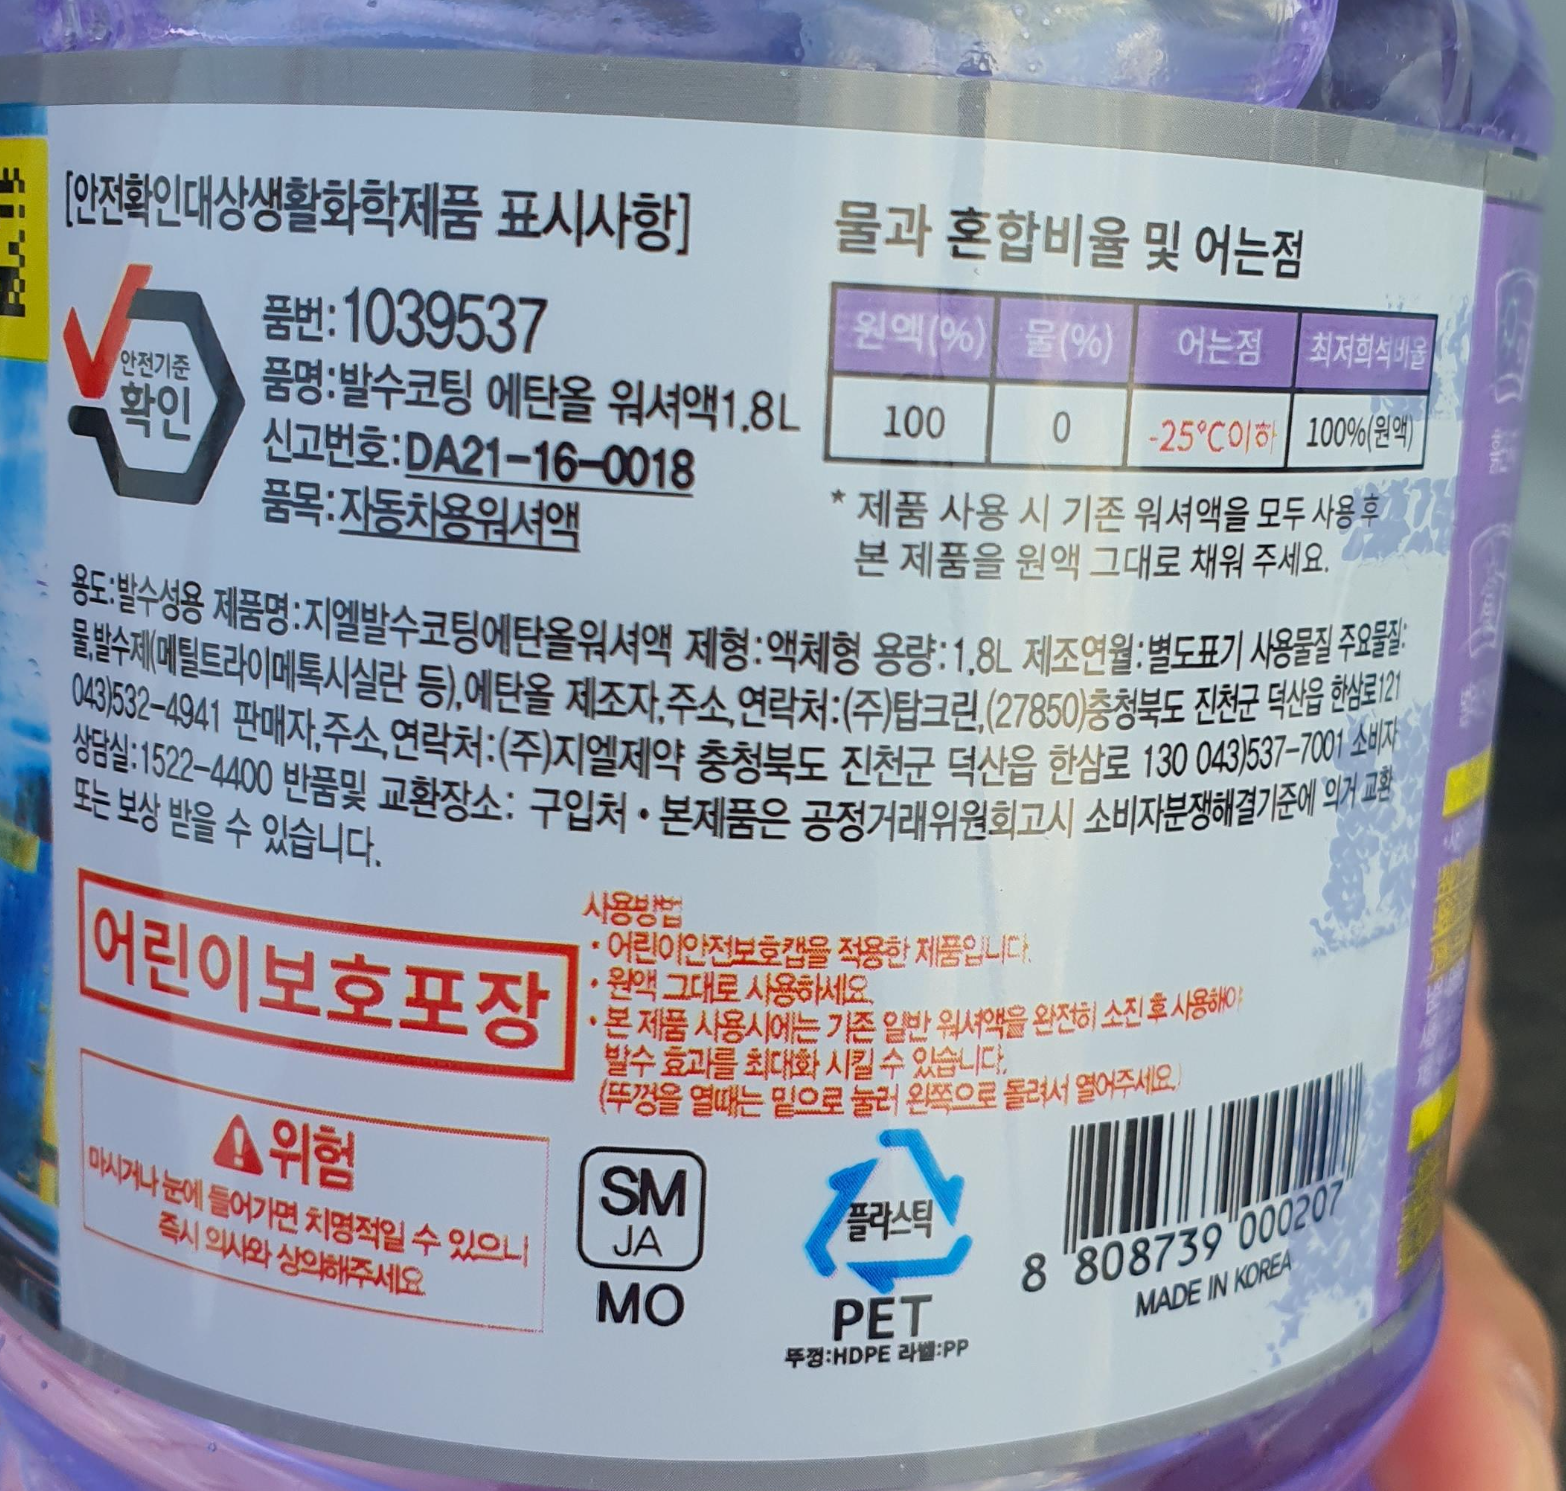 [안전확인대상생활화학제품 표시사항]
안전기준
확인
품번:1039537
품명:발수코팅 에탄올 워셔액1.8L
신고번호:DA21-16-0018
품목:자동차용워셔액
물과 혼합비율 및 어는점
원액(%) 물(%) 어는점 최저희석비율
100 0 -25°C이하 100%(원액)
* 제품 사용 시 기존 워셔액을 모두 사용 후
본 제품을 원액 그대로 채워 주세요.
용도:발수성용 제품명:지엘발수코팅에탄올워셔액 제형:액체형 용량:1.8L 제조연월:별도표기 사용물질 주요물질:
물,발수제(메틸트라이메톡시실란 등),에탄올 제조자,주소,연락처:(주)탑크린,(27850)충청북도 진천군 덕산읍 한삼로121
043)532-4941 판매자,주소,연락처:(주)지엘제약 충청북도 진천군 덕산읍 한삼로 130 043)537-7001 소비자
상담실:1522-4400 반품및 교환장소: 구입처 • 본제품은 공정거래위원회고시 소비자분쟁해결기준에 의거 교환
또는 보상 받을 수 있습니다.
어린이보호포장
사용방법
• 어린이안전보호캡을 적용한 제품입니다.
• 원액 그대로 사용하세요.
• 본 제품 사용시에는 기존 일반 워셔액을 완전히 소진 후 사용해야
발수 효과를 최대화 시킬 수 있습니다.
(뚜껑을 열때는 밑으로 눌러 왼쪽으로 돌려서 열어주세요.)
위험
마시거나 눈에 들어가면 치명적일 수 있으니
즉시 의사와 상의해주세요
SM
JA
MO
플라스틱
PET
뚜껑:HDPE 라벨:PP
8 808739 000207
MADE IN KOREA